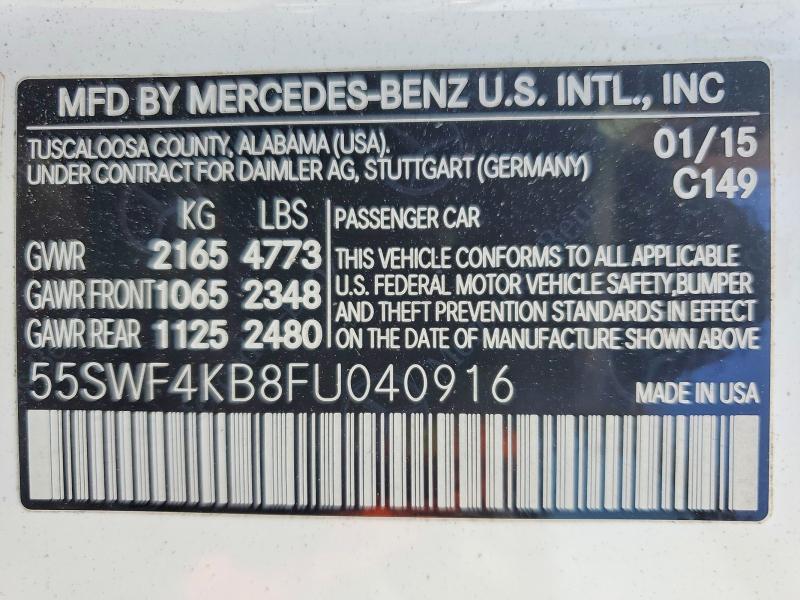 MFD BY MERCEDES-BENZ U.S. INTL., INC
TUSCALOOSA COUNTY, ALABAMA (USA).
UNDER CONTRACT FOR DAIMLER AG, STUTTGART (GERMANY)
01/15
C149
KG LBS
GVWR 2165 4773
GAWR FRONT 1065 2348
GAWR REAR 1125 2480
PASSENGER CAR
THIS VEHICLE CONFORMS TO ALL APPLICABLE
U.S. FEDERAL MOTOR VEHICLE SAFETY, BUMPER
AND THEFT PREVENTION STANDARDS IN EFFECT
ON THE DATE OF MANUFACTURE SHOWN ABOVE
55SWF4KB8FU040916
MADE IN USA